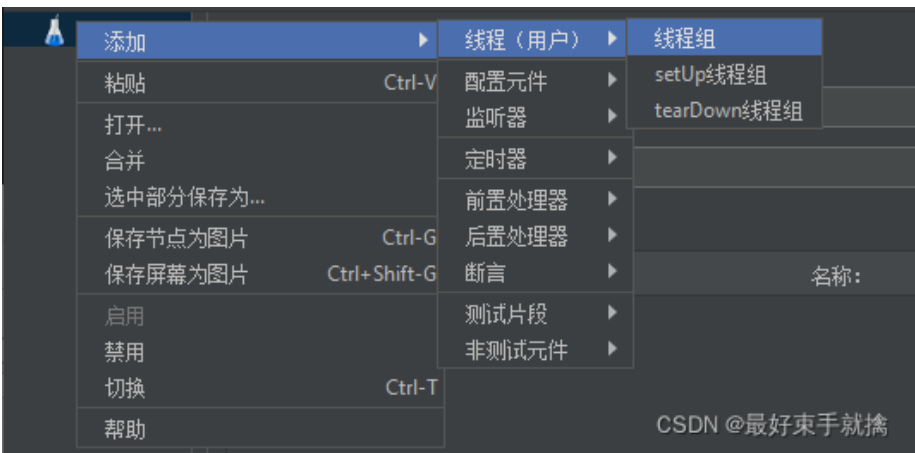 添加
粘贴 Ctrl-V
打开...
合并
选中部分保存为...
保存节点为图片 Ctrl-G
保存屏幕为图片 Ctrl+Shift-G
启用
禁用
切换 Ctrl-T
帮助
线程（用户）
配置元件
监听器
定时器
前置处理器
后置处理器
断言
测试片段
非测试元件
线程组
setUp线程组
tearDown线程组
名称：
CSDN @最好束手就擒